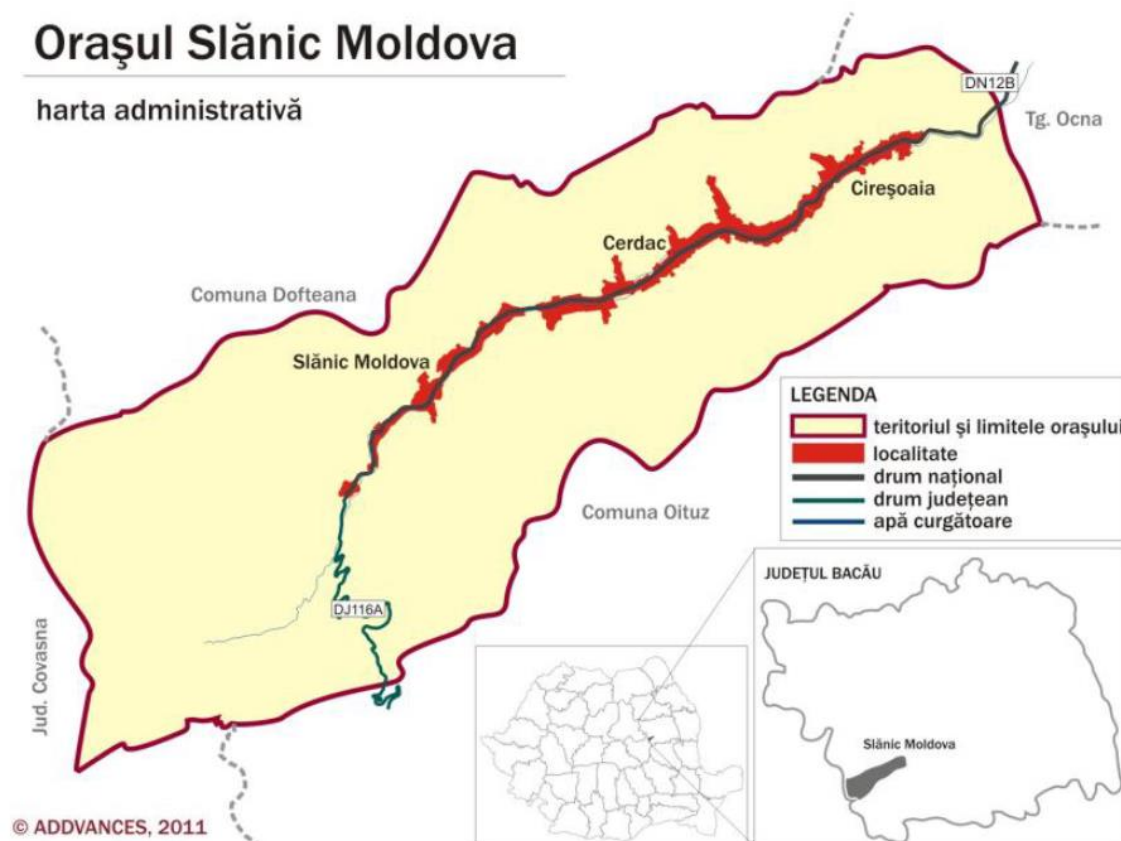 Oraşul Slănic Moldova
harta administrativă
DN12B
Tg. Ocna
Cireşoaia
Cerdac
Comuna Dofteana
Slănic Moldova
LEGENDA
teritoriul şi limitele oraşului
localitate
drum naţional
drum judeţean
apă curgătoare
Comuna Oituz
JUDEŢUL BACĂU
DJ116A
Jud. Covasna
Slănic Moldova
© ADDVANCES, 2011